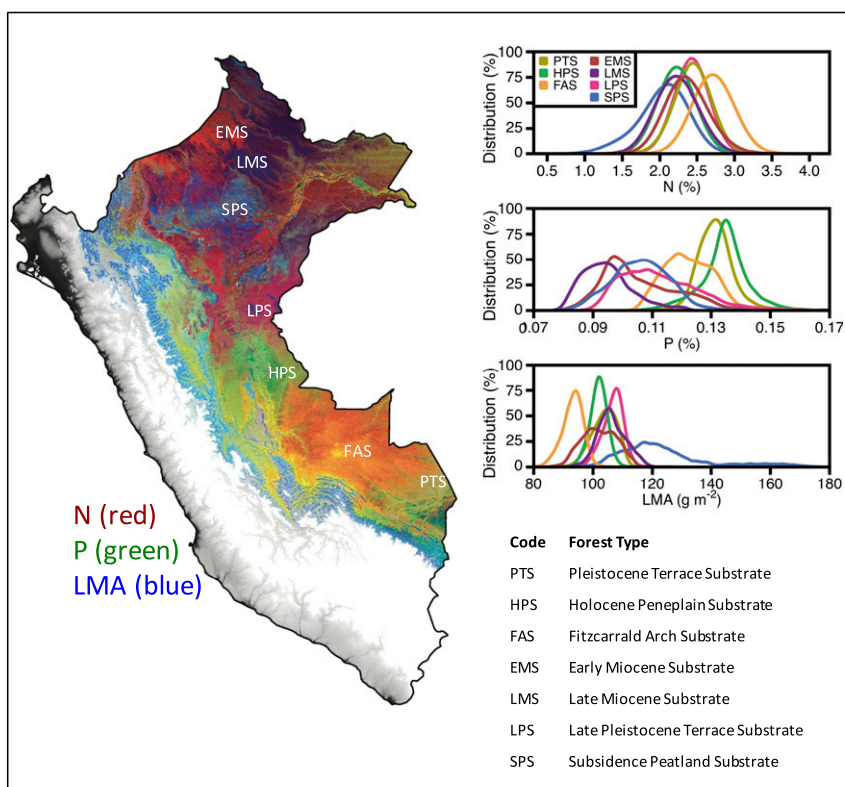 EMS
LMS
SPS
LPS
HPS
FAS
PTS
N (red)
P (green)
LMA (blue)
Distribution (%)
100
75
50
25
0
PTS EMS
HPS LMS
FAS LPS
SPS
0.5 1.0 1.5 2.0 2.5 3.0 3.5 4.0
N (%)
Distribution (%)
100
75
50
25
0
0.07 0.09 0.11 0.13 0.15 0.17
P (%)
Distribution (%)
100
75
50
25
0
80 100 120 140 160 180
LMA (g m-2)
Code Forest Type
PTS Pleistocene Terrace Substrate
HPS Holocene Peneplain Substrate
FAS Fitzcarrald Arch Substrate
EMS Early Miocene Substrate
LMS Late Miocene Substrate
LPS Late Pleistocene Terrace Substrate
SPS Subsidence Peatland Substrate